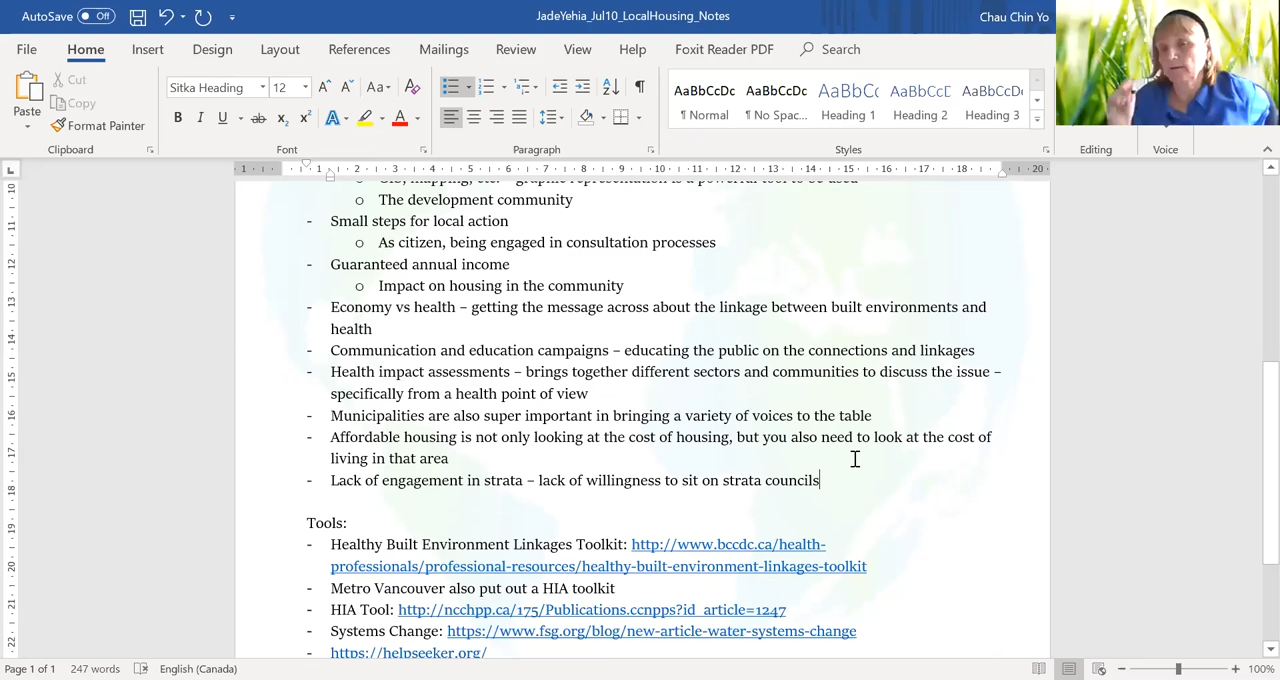 AutoSave Off
JadeYehia_Jul10_LocalHousing_Notes
Chau Chin Yo
File Home Insert Design Layout References Mailings Review View Help Foxit Reader PDF Search
Paste
Cut
Copy
Format Painter
Clipboard
Sitka Heading 12
Font
Paragraph
AaBbCcDc AaBbCcDc AaBbCc AaBbCcD AaBbCcDc
¶ Normal ¶ No Spac... Heading 1 Heading 2 Heading 3
Styles
Editing
Voice
GIS, mapping, etc. – graphic representation is a powerful tool to be used
o The development community
- Small steps for local action
o As citizen, being engaged in consultation processes
- Guaranteed annual income
o Impact on housing in the community
- Economy vs health – getting the message across about the linkage between built environments and
health
- Communication and education campaigns – educating the public on the connections and linkages
- Health impact assessments – brings together different sectors and communities to discuss the issue –
specifically from a health point of view
- Municipalities are also super important in bringing a variety of voices to the table
- Affordable housing is not only looking at the cost of housing, but you also need to look at the cost of
living in that area
- Lack of engagement in strata – lack of willingness to sit on strata councils
Tools:
- Healthy Built Environment Linkages Toolkit: http://www.bccdc.ca/health-
professionals/professional-resources/healthy-built-environment-linkages-toolkit
- Metro Vancouver also put out a HIA toolkit
- HIA Tool: http://ncchpp.ca/175/Publications.ccnpps?id_article=1247
- Systems Change: https://www.fsg.org/blog/new-article-water-systems-change
- https://helpseeker.org/
Page 1 of 1 247 words English (Canada) 100%